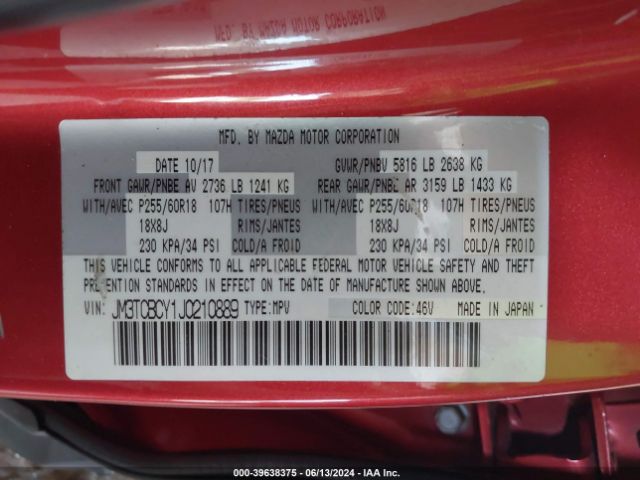 MFD. BY MAZDA MOTOR CORPORATION
MFD. BY MAZDA MOTOR CORPORATION
DATE 10/17 GVWR/PNBV 5816 LB 2638 KG
FRONT GAWR/PNBE AV 2736 LB 1241 KG REAR GAWR/PNBE AR 3159 LB 1433 KG
WITH/AVEC P255/60R18 107H TIRES/PNEUS WITH/AVEC P255/60R18 107H TIRES/PNEUS
18X8J RIMS/JANTES 18X8J RIMS/JANTES
230 KPA/34 PSI COLD/A FROID 230 KPA/34 PSI COLD/A FROID
THIS VEHICLE CONFORMS TO ALL APPLICABLE FEDERAL MOTOR VEHICLE SAFETY AND THEFT
PREVENTION STANDARDS IN EFFECT ON THE DATE OF MANUFACTURE SHOWN ABOVE.
VIN: JM3TCBCY1J0210889 TYPE:MPV COLOR CODE:46V MADE IN JAPAN
000-39638375 - 06/13/2024 - IAA Inc.